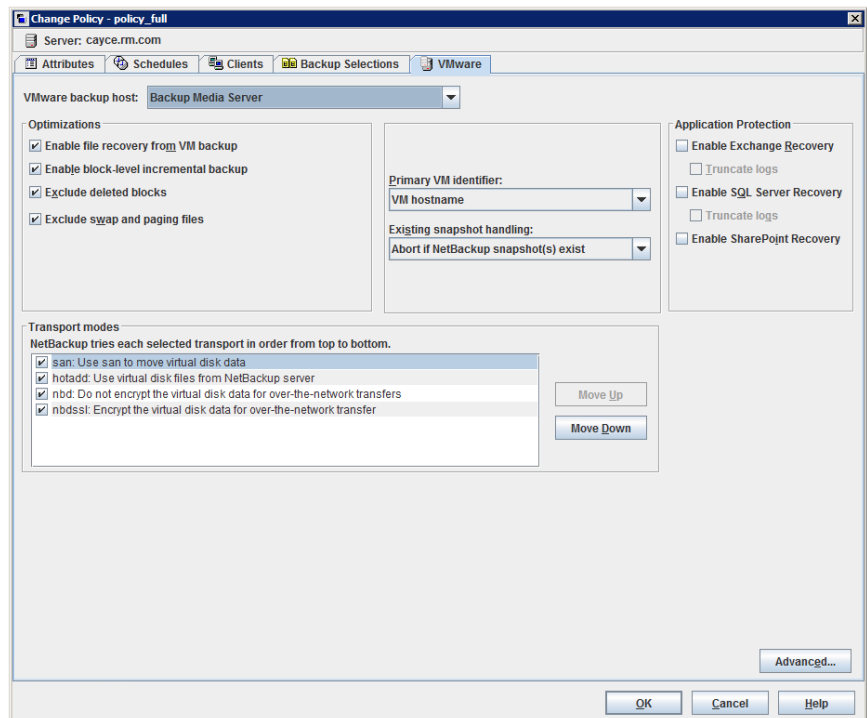 Change Policy - policy_full
Server: cayce.rm.com
Attributes
Schedules
Clients
Backup Selections
VMware
VMware backup host:
Backup Media Server
Optimizations
Enable file recovery from VM backup
Enable block-level incremental backup
Exclude deleted blocks
Exclude swap and paging files
Primary VM identifier:
VM hostname
Existing snapshot handling:
Abort if NetBackup snapshot(s) exist
Application Protection
Enable Exchange Recovery
Truncate logs
Enable SQL Server Recovery
Truncate logs
Enable SharePoint Recovery
Transport modes
NetBackup tries each selected transport in order from top to bottom.
san: Use san to move virtual disk data
hotadd: Use virtual disk files from NetBackup server
nbd: Do not encrypt the virtual disk data for over-the-network transfers
nbdssl: Encrypt the virtual disk data for over-the-network transfer
Move Up
Move Down
Advanced...
OK
Cancel
Help